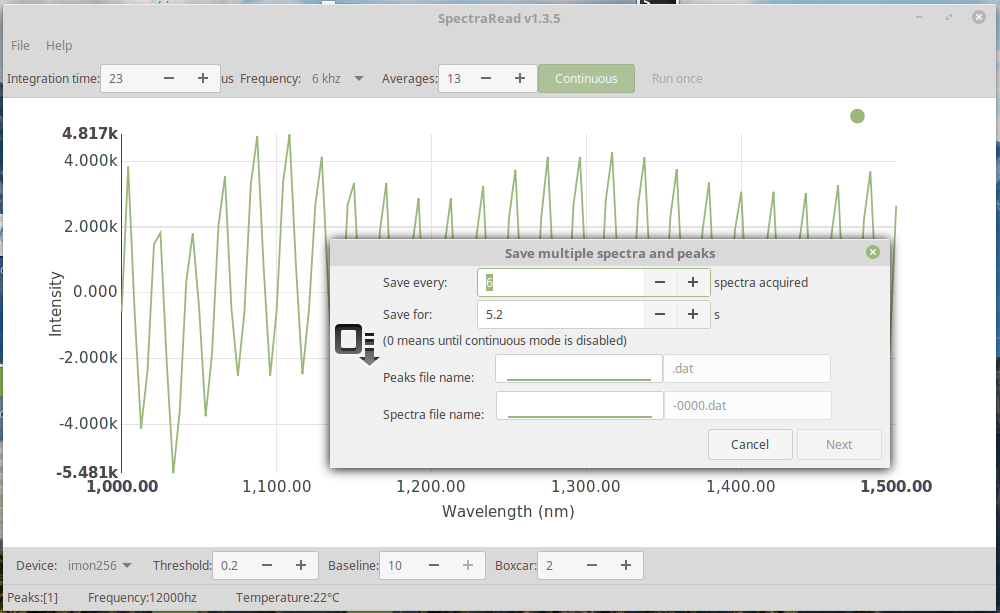 SpectraRead v1.3.5
File Help
Integration time: 23 us Frequency: 6 khz Averages: 13 Continuous Run once
4.817k
4.000k
2.000k
0.000
-2.000k
-4.000k
-5.481k
Intensity
1,000.00 1,100.00 1,200.00 1,300.00 1,400.00 1,500.00
Wavelength (nm)
Save multiple spectra and peaks
Save every: 6 spectra acquired
Save for: 5.2 s
(0 means until continuous mode is disabled)
Peaks file name: .dat
Spectra file name: -0000.dat
Cancel Next
Device: imon256 Threshold: 0.2 Baseline: 10 Boxcar: 2
Peaks:[1] Frequency:12000hz Temperature:22°C